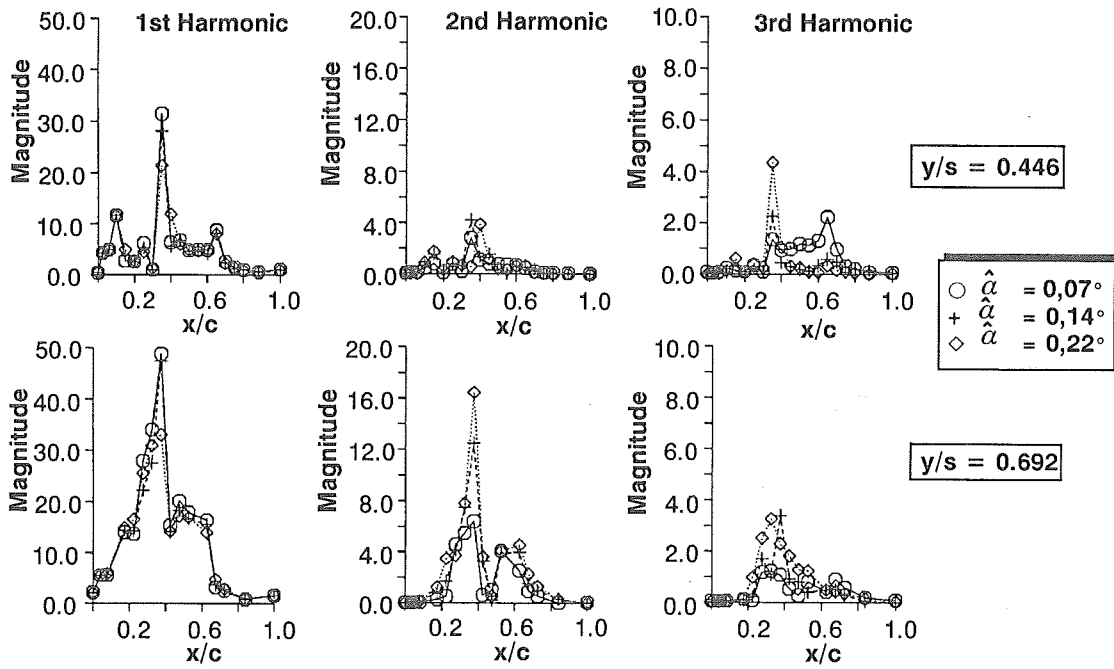 1st Harmonic
50.0
40.0
30.0
20.0
10.0
0.0
Magnitude
0.2 0.6 1.0
x/c
2nd Harmonic
20.0
16.0
12.0
8.0
4.0
0.0
Magnitude
0.2 0.6 1.0
x/c
3rd Harmonic
10.0
8.0
6.0
4.0
2.0
0.0
Magnitude
0.2 0.6 1.0
x/c
y/s = 0.446
α̂ = 0,07°
α̂ = 0,14°
α̂ = 0,22°
50.0
40.0
30.0
20.0
10.0
0.0
Magnitude
0.2 0.6 1.0
x/c
20.0
16.0
12.0
8.0
4.0
0.0
Magnitude
0.2 0.6 1.0
x/c
10.0
8.0
6.0
4.0
2.0
0.0
Magnitude
0.2 0.6 1.0
x/c
y/s = 0.692